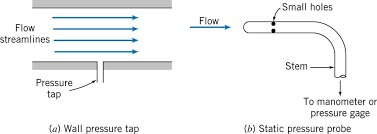 Flow
streamlines
Pressure
tap
(a) Wall pressure tap
Flow
Small holes
Stem
To manometer or
pressure gage
(b) Static pressure probe